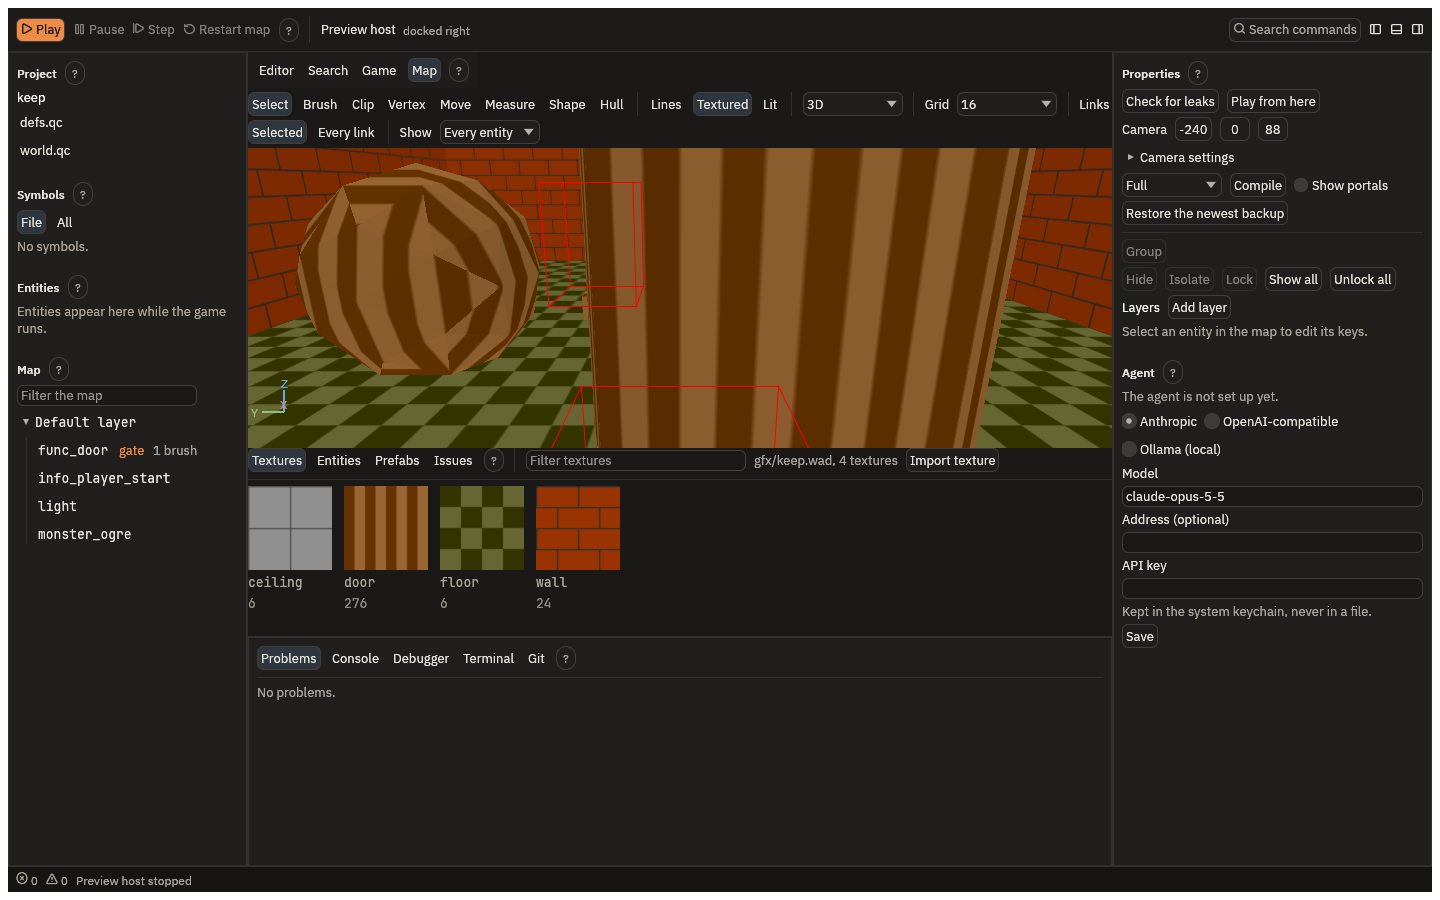 Play Pause Step Restart map ? Preview host docked right Search commands
Project ?
keep
defs.qc
world.qc
Symbols ?
File All
No symbols.
Entities ?
Entities appear here while the game
runs.
Map ?
Filter the map
Default layer
func_door gate 1 brush
info_player_start
light
monster_ogre
Editor Search Game Map ?
Select Brush Clip Vertex Move Measure Shape Hull Lines Textured Lit 3D Grid 16 Links
Selected Every link Show Every entity
Z
Y X
Textures Entities Prefabs Issues ? Filter textures gfx/keep.wad, 4 textures Import texture
ceiling door floor wall
6 276 6 24
Problems Console Debugger Terminal Git ?
No problems.
Properties ?
Check for leaks Play from here
Camera -240 0 88
Camera settings
Full Compile Show portals
Restore the newest backup
Group
Hide Isolate Lock Show all Unlock all
Layers Add layer
Select an entity in the map to edit its keys.
Agent ?
The agent is not set up yet.
Anthropic OpenAI-compatible
Ollama (local)
Model
claude-opus-5-5
Address (optional)
API key
Kept in the system keychain, never in a file.
Save
0 0 Preview host stopped